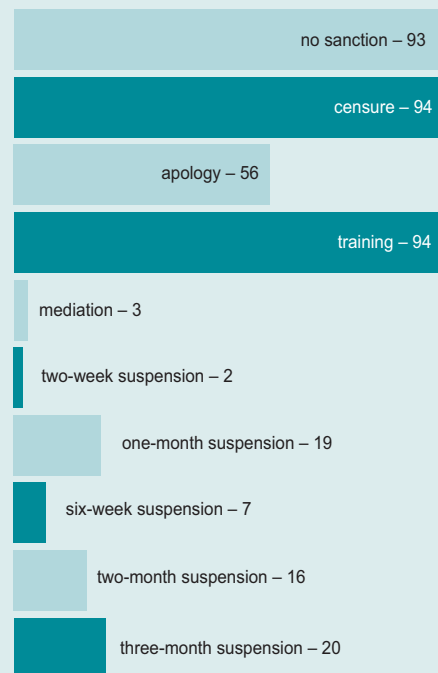 no sanction – 93
censure – 94
apology – 56
training – 94
mediation – 3
two-week suspension – 2
one-month suspension – 19
six-week suspension – 7
two-month suspension – 16
three-month suspension – 20